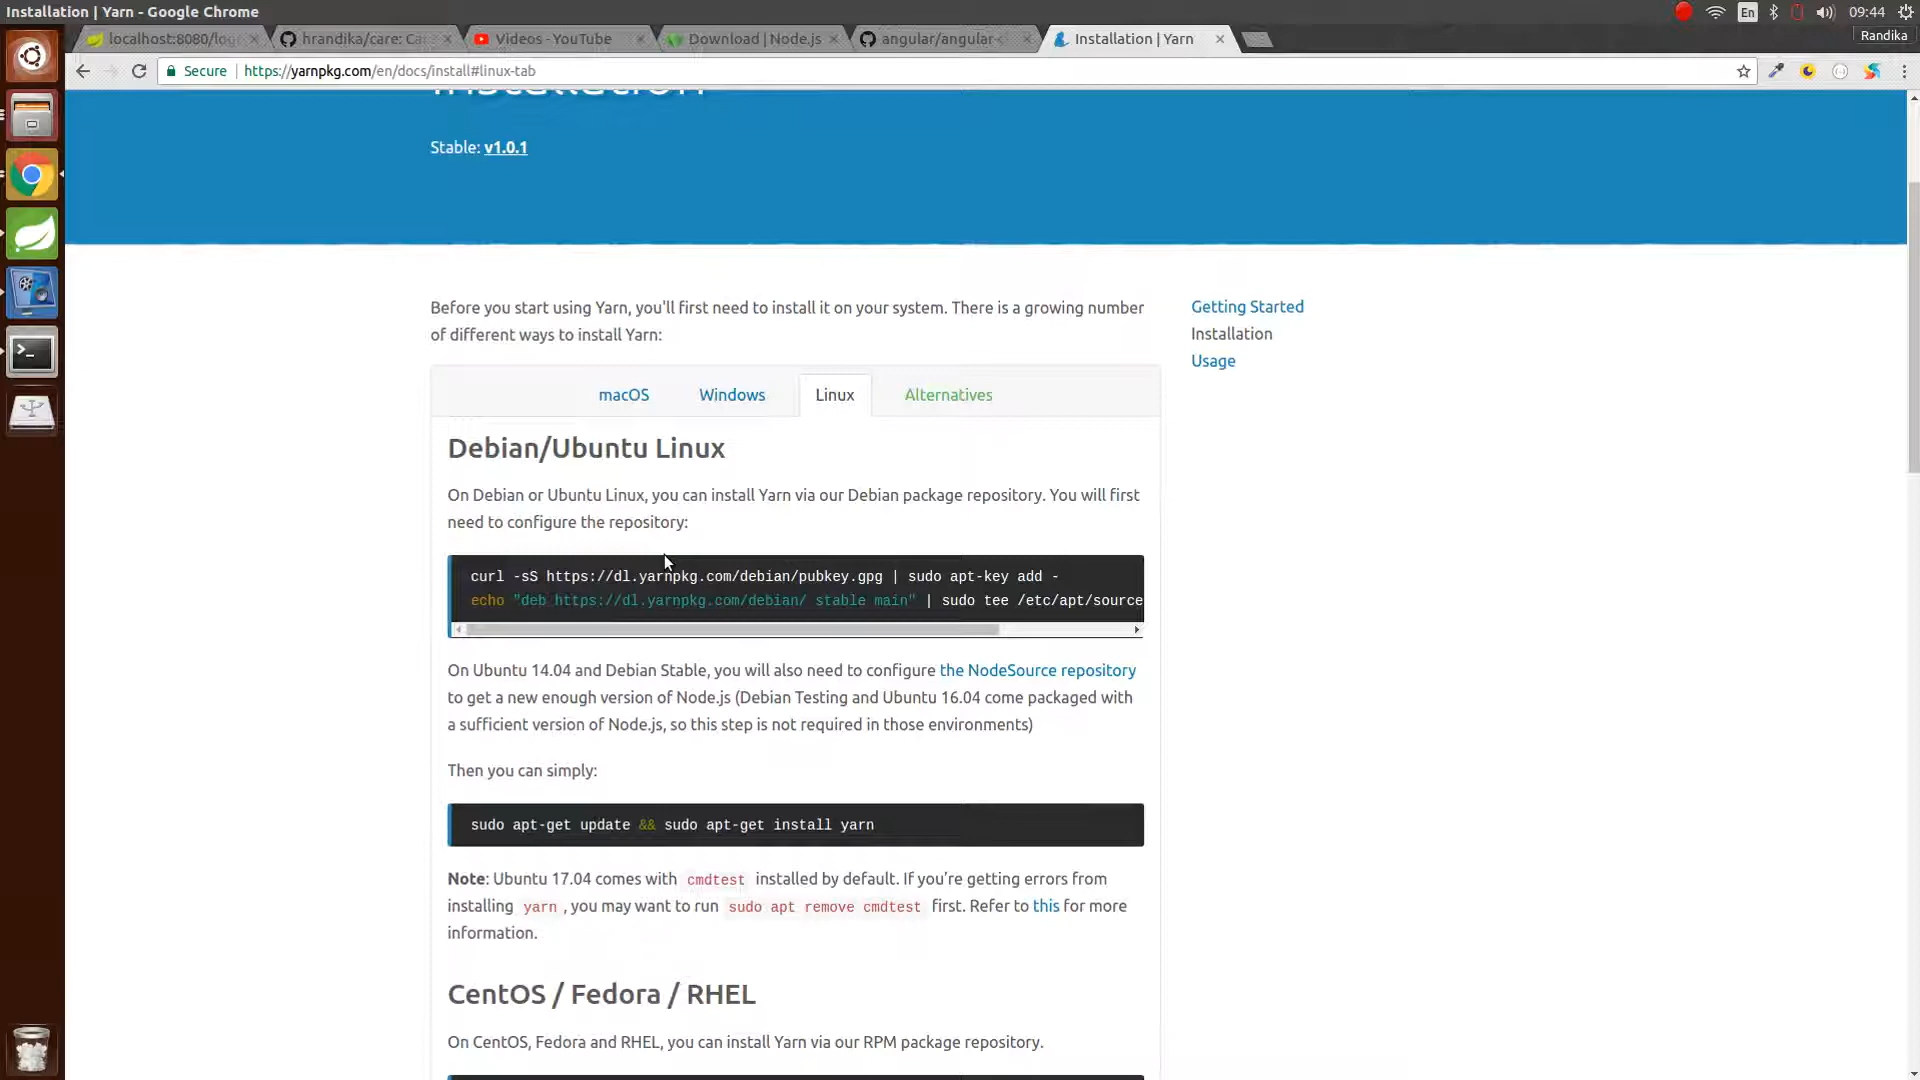 Installation | Yarn - Google Chrome
En
09:44
localhost:8080/log
hrandika/care: Ca
Videos - YouTube
Download | Node.js
angular/angular-
Installation | Yarn
Randika
Secure
https://yarnpkg.com/en/docs/install#linux-tab
Installation
Stable: v1.0.1
Before you start using Yarn, you'll first need to install it on your system. There is a growing number
of different ways to install Yarn:
Getting Started
Installation
Usage
macOS
Windows
Linux
Alternatives
Debian/Ubuntu Linux
On Debian or Ubuntu Linux, you can install Yarn via our Debian package repository. You will first
need to configure the repository:
curl -sS https://dl.yarnpkg.com/debian/pubkey.gpg | sudo apt-key add -
echo "deb https://dl.yarnpkg.com/debian/ stable main" | sudo tee /etc/apt/source
On Ubuntu 14.04 and Debian Stable, you will also need to configure the NodeSource repository
to get a new enough version of Node.js (Debian Testing and Ubuntu 16.04 come packaged with
a sufficient version of Node.js, so this step is not required in those environments)
Then you can simply:
sudo apt-get update && sudo apt-get install yarn
Note: Ubuntu 17.04 comes with cmdtest installed by default. If you’re getting errors from
installing yarn , you may want to run sudo apt remove cmdtest first. Refer to this for more
information.
CentOS / Fedora / RHEL
On CentOS, Fedora and RHEL, you can install Yarn via our RPM package repository.